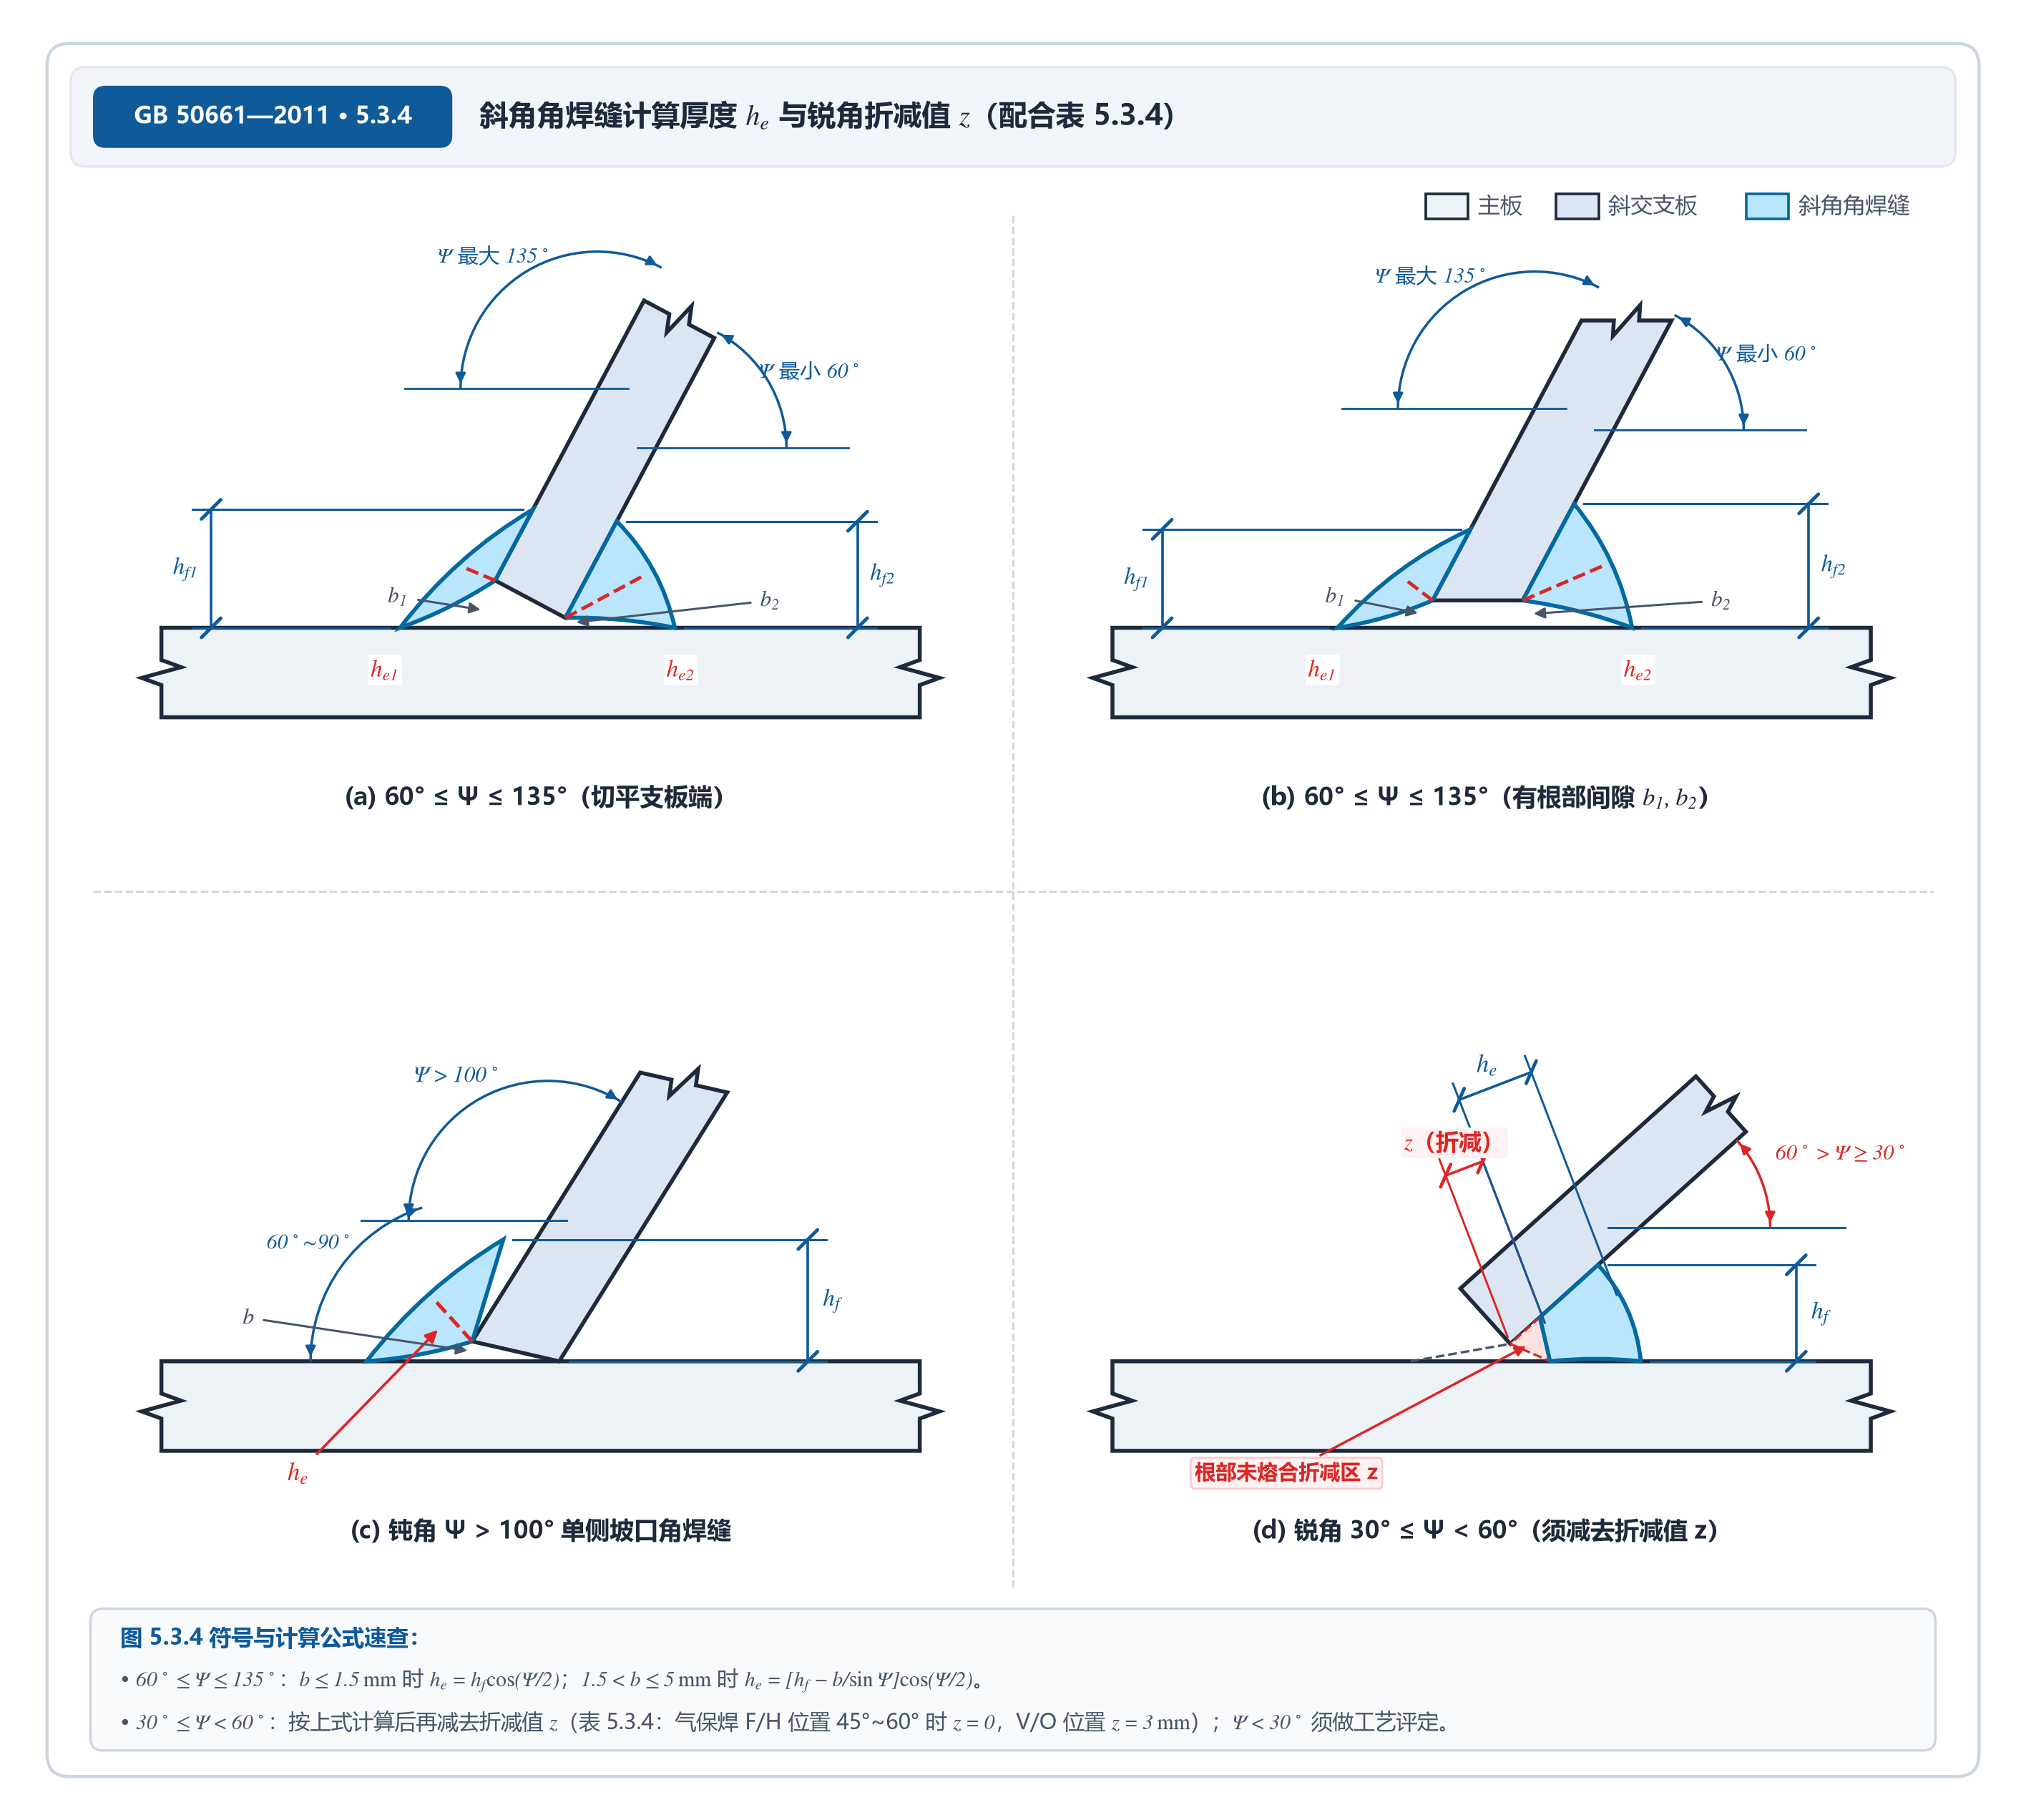 GB 50661—2011 • 5.3.4
斜角角焊缝计算厚度 hₑ 与锐角折减值 z（配合表 5.3.4）
主板
斜交支板
斜角角焊缝
Ψ 最大 135°
Ψ 最小 60°
hf1
b1
b2
hf2
he1
he2
(a) 60° ≤ Ψ ≤ 135°（切平支板端）
Ψ 最大 135°
Ψ 最小 60°
hf1
b1
b2
hf2
he1
he2
(b) 60° ≤ Ψ ≤ 135°（有根部间隙 b1, b2）
Ψ > 100°
60°~90°
b
hf
he
(c) 钝角 Ψ > 100° 单侧坡口角焊缝
he
z（折减）
60° > Ψ ≥ 30°
hf
根部未熔合折减区 z
(d) 锐角 30° ≤ Ψ < 60°（须减去折减值 z）
图 5.3.4 符号与计算公式速查：
• 60° ≤ Ψ ≤ 135°：b ≤ 1.5 mm 时 he = hfcos(Ψ/2)；1.5 < b ≤ 5 mm 时 he = [hf − b/sin Ψ]cos(Ψ/2)。
• 30° ≤ Ψ < 60°：按上式计算后再减去折减值 z（表 5.3.4：气保焊 F/H 位置 45°~60° 时 z = 0，V/O 位置 z = 3 mm）；Ψ < 30° 须做工艺评定。